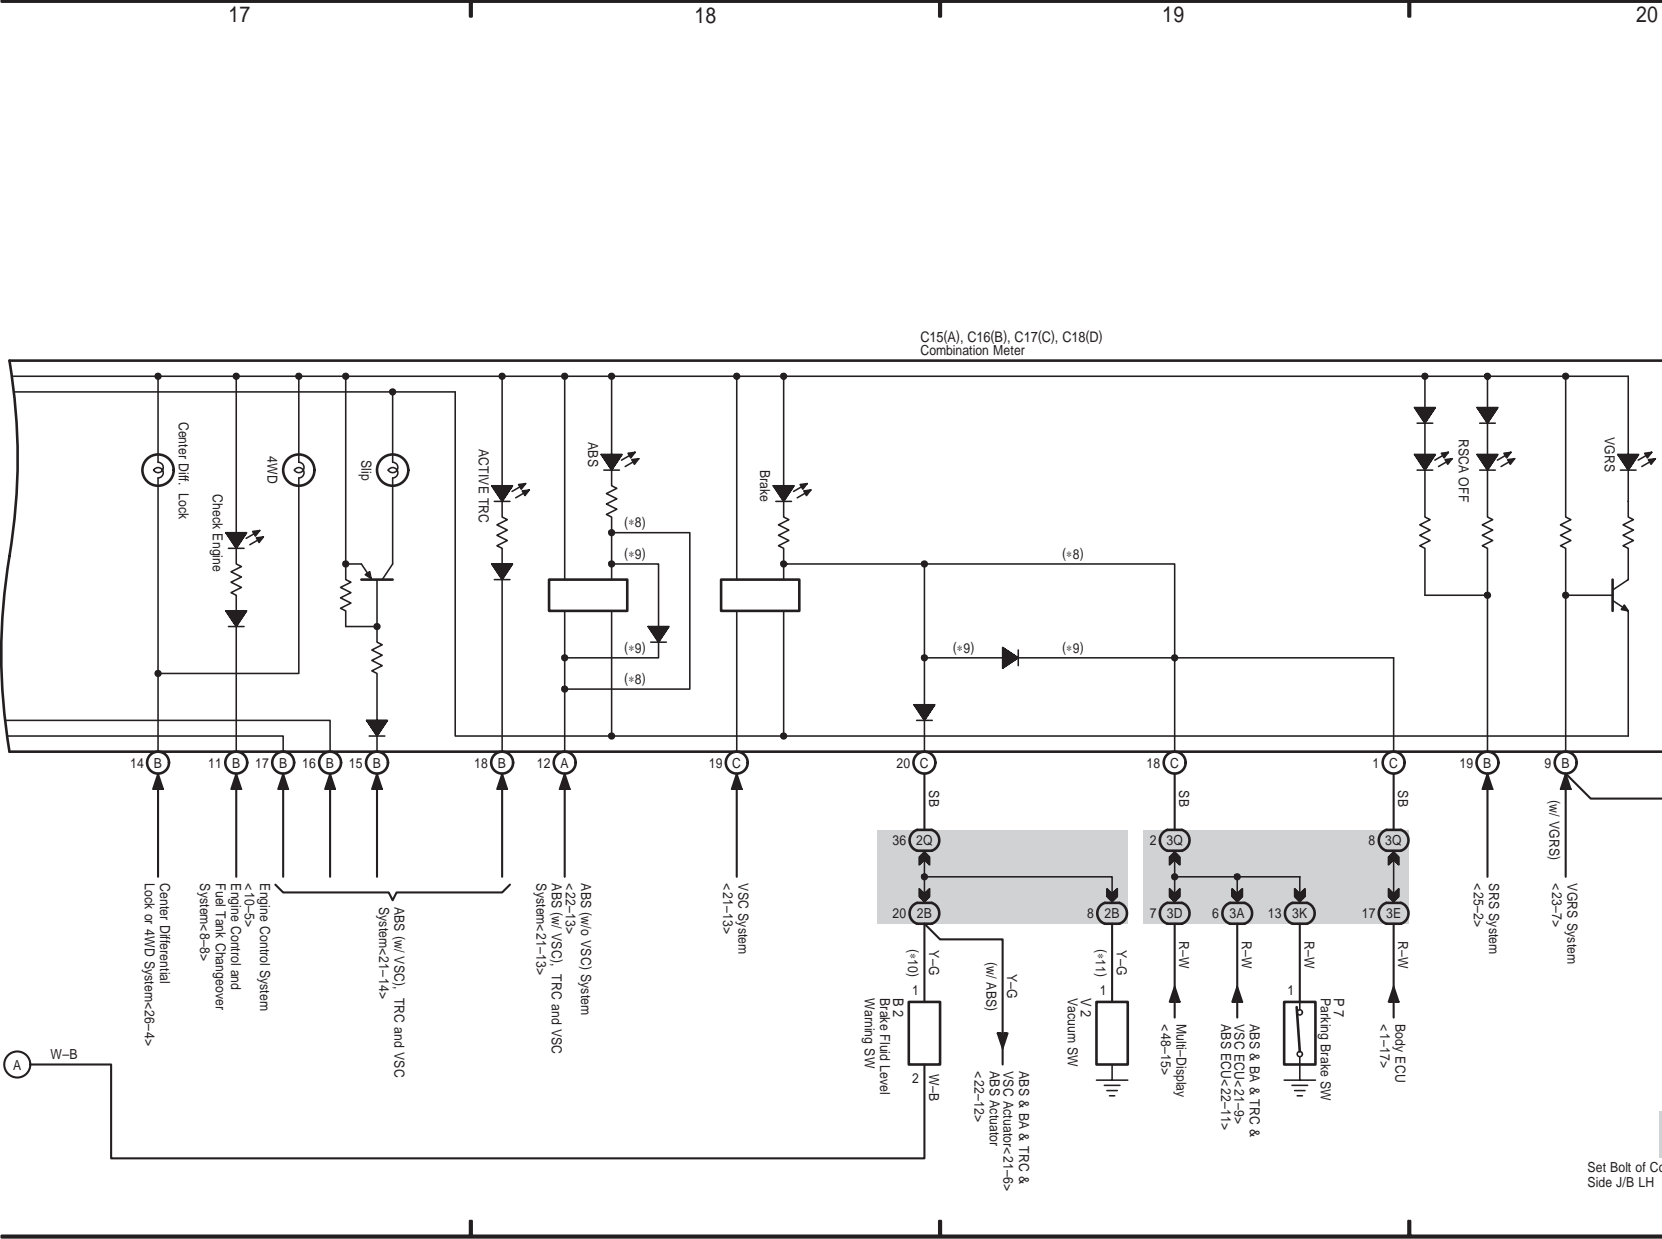 17
18
19
20
C15(A), C16(B), C17(C), C18(D)
Combination Meter
Center Diff. Lock
Check Engine
4WD
Slip
ACTIVE TRC
ABS
Brake
RSCA OFF
VGRS
(*8)
(*9)
(*9)
(*8)
(*8)
(*9)
(*9)
14 B
11 B
17 B
16 B
15 B
18 B
12 A
19 C
20 C
18 C
1 C
19 B
9 B
SB
SB
SB
(w/ VGRS)
36 2Q
2 3Q
8 3Q
20 2B
8 2B
7 3D
6 3A
13 3K
17 3E
Center Differential
Lock or 4WD System<26–4>
Engine Control System
<10–5>
Engine Control and
Fuel Tank Changeover
System<8–8>
ABS (w/ VSC), TRC and VSC
System<21–14>
ABS (w/o VSC) System
<22–13>
ABS (w/ VSC), TRC and VSC
System<21–13>
VSC System
<21–13>
SRS System
<25–2>
VGRS System
<23–7>
Y–G
(*10)
Y–G
(w/ ABS)
Y–G
(*11)
R–W
R–W
R–W
R–W
1
1
1
B 2
Brake Fluid Level
Warning SW
2
W–B
ABS & BA & TRC &
VSC Actuator<21–6>
ABS Actuator
<22–12>
V 2
Vacuum SW
Multi–Display
<48–15>
ABS & BA & TRC &
VSC ECU<21–9>
ABS ECU<22–11>
P 7
Parking Brake SW
Body ECU
<1–17>
A
W–B
Set Bolt of
Side J/B LH